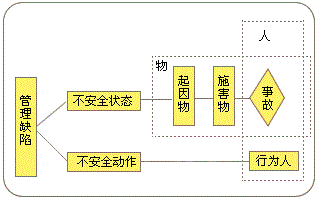 人
物
管理缺陷
不安全状态
起因物
施害物
事故
不安全动作
行为人